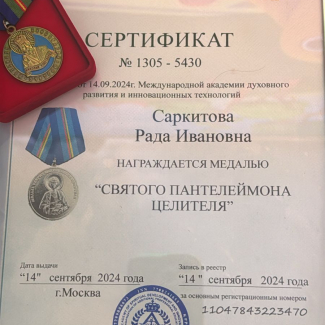 СЕРТИФИКАТ
№ 1305 - 5430
от 14.09.2024г. Международной академии духовного
развития и инновационных технологий
Саркитова
Рада Ивановна
НАГРАЖДАЕТСЯ МЕДАЛЬЮ
“СВЯТОГО ПАНТЕЛЕЙМОНА
ЦЕЛИТЕЛЯ”
Дата выдачи
Запись в реестр
“14” сентября 2024 года
“14” сентября 2024 года
г.Москва
за основным регистрационным номером
11047843223470